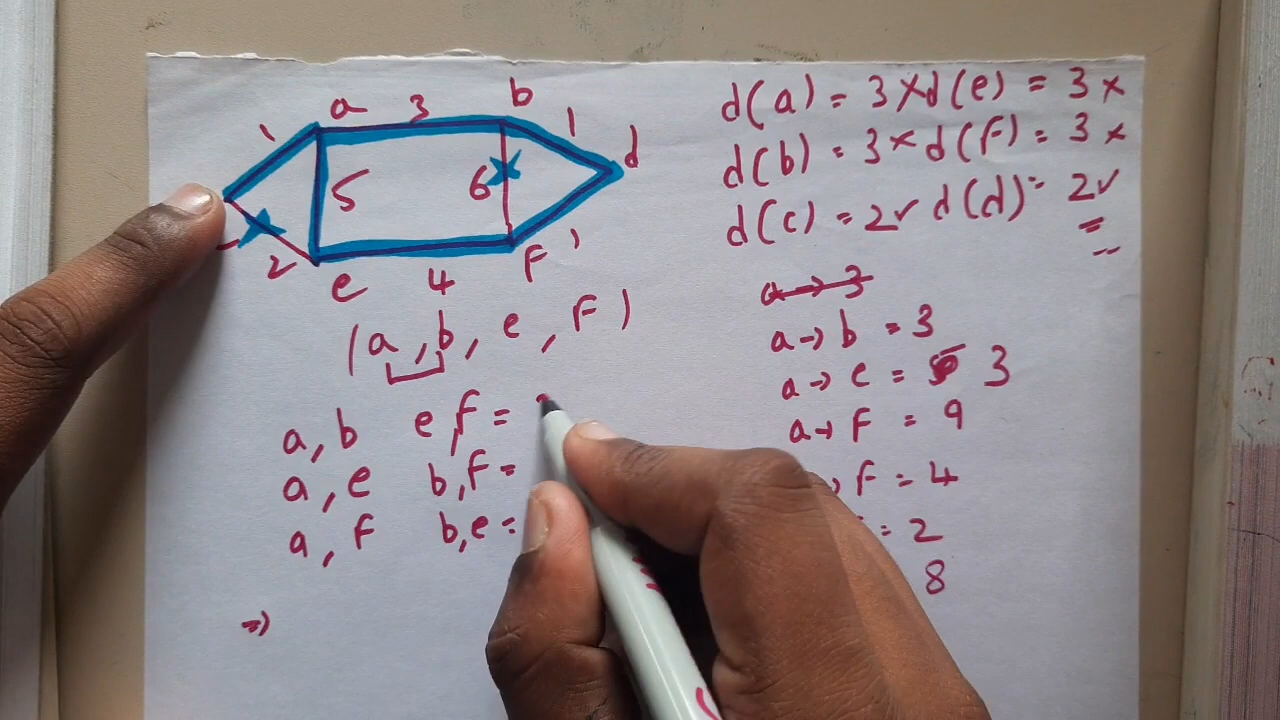 a 3 b
1 1
d
5 6
2
e 4 F 1
(a, b, e, F)
a, b e, f =
a, e b, F =
a, F b, e =
=)
d(a) = 3 x d(e) = 3 x
d(b) = 3 x d(F) = 3 x
d(c) = 2 ✓ d(d) = 2 ✓
a → 3
a → b = 3
a → e = 3
a → F = 9
→ F = 4
= 2
8